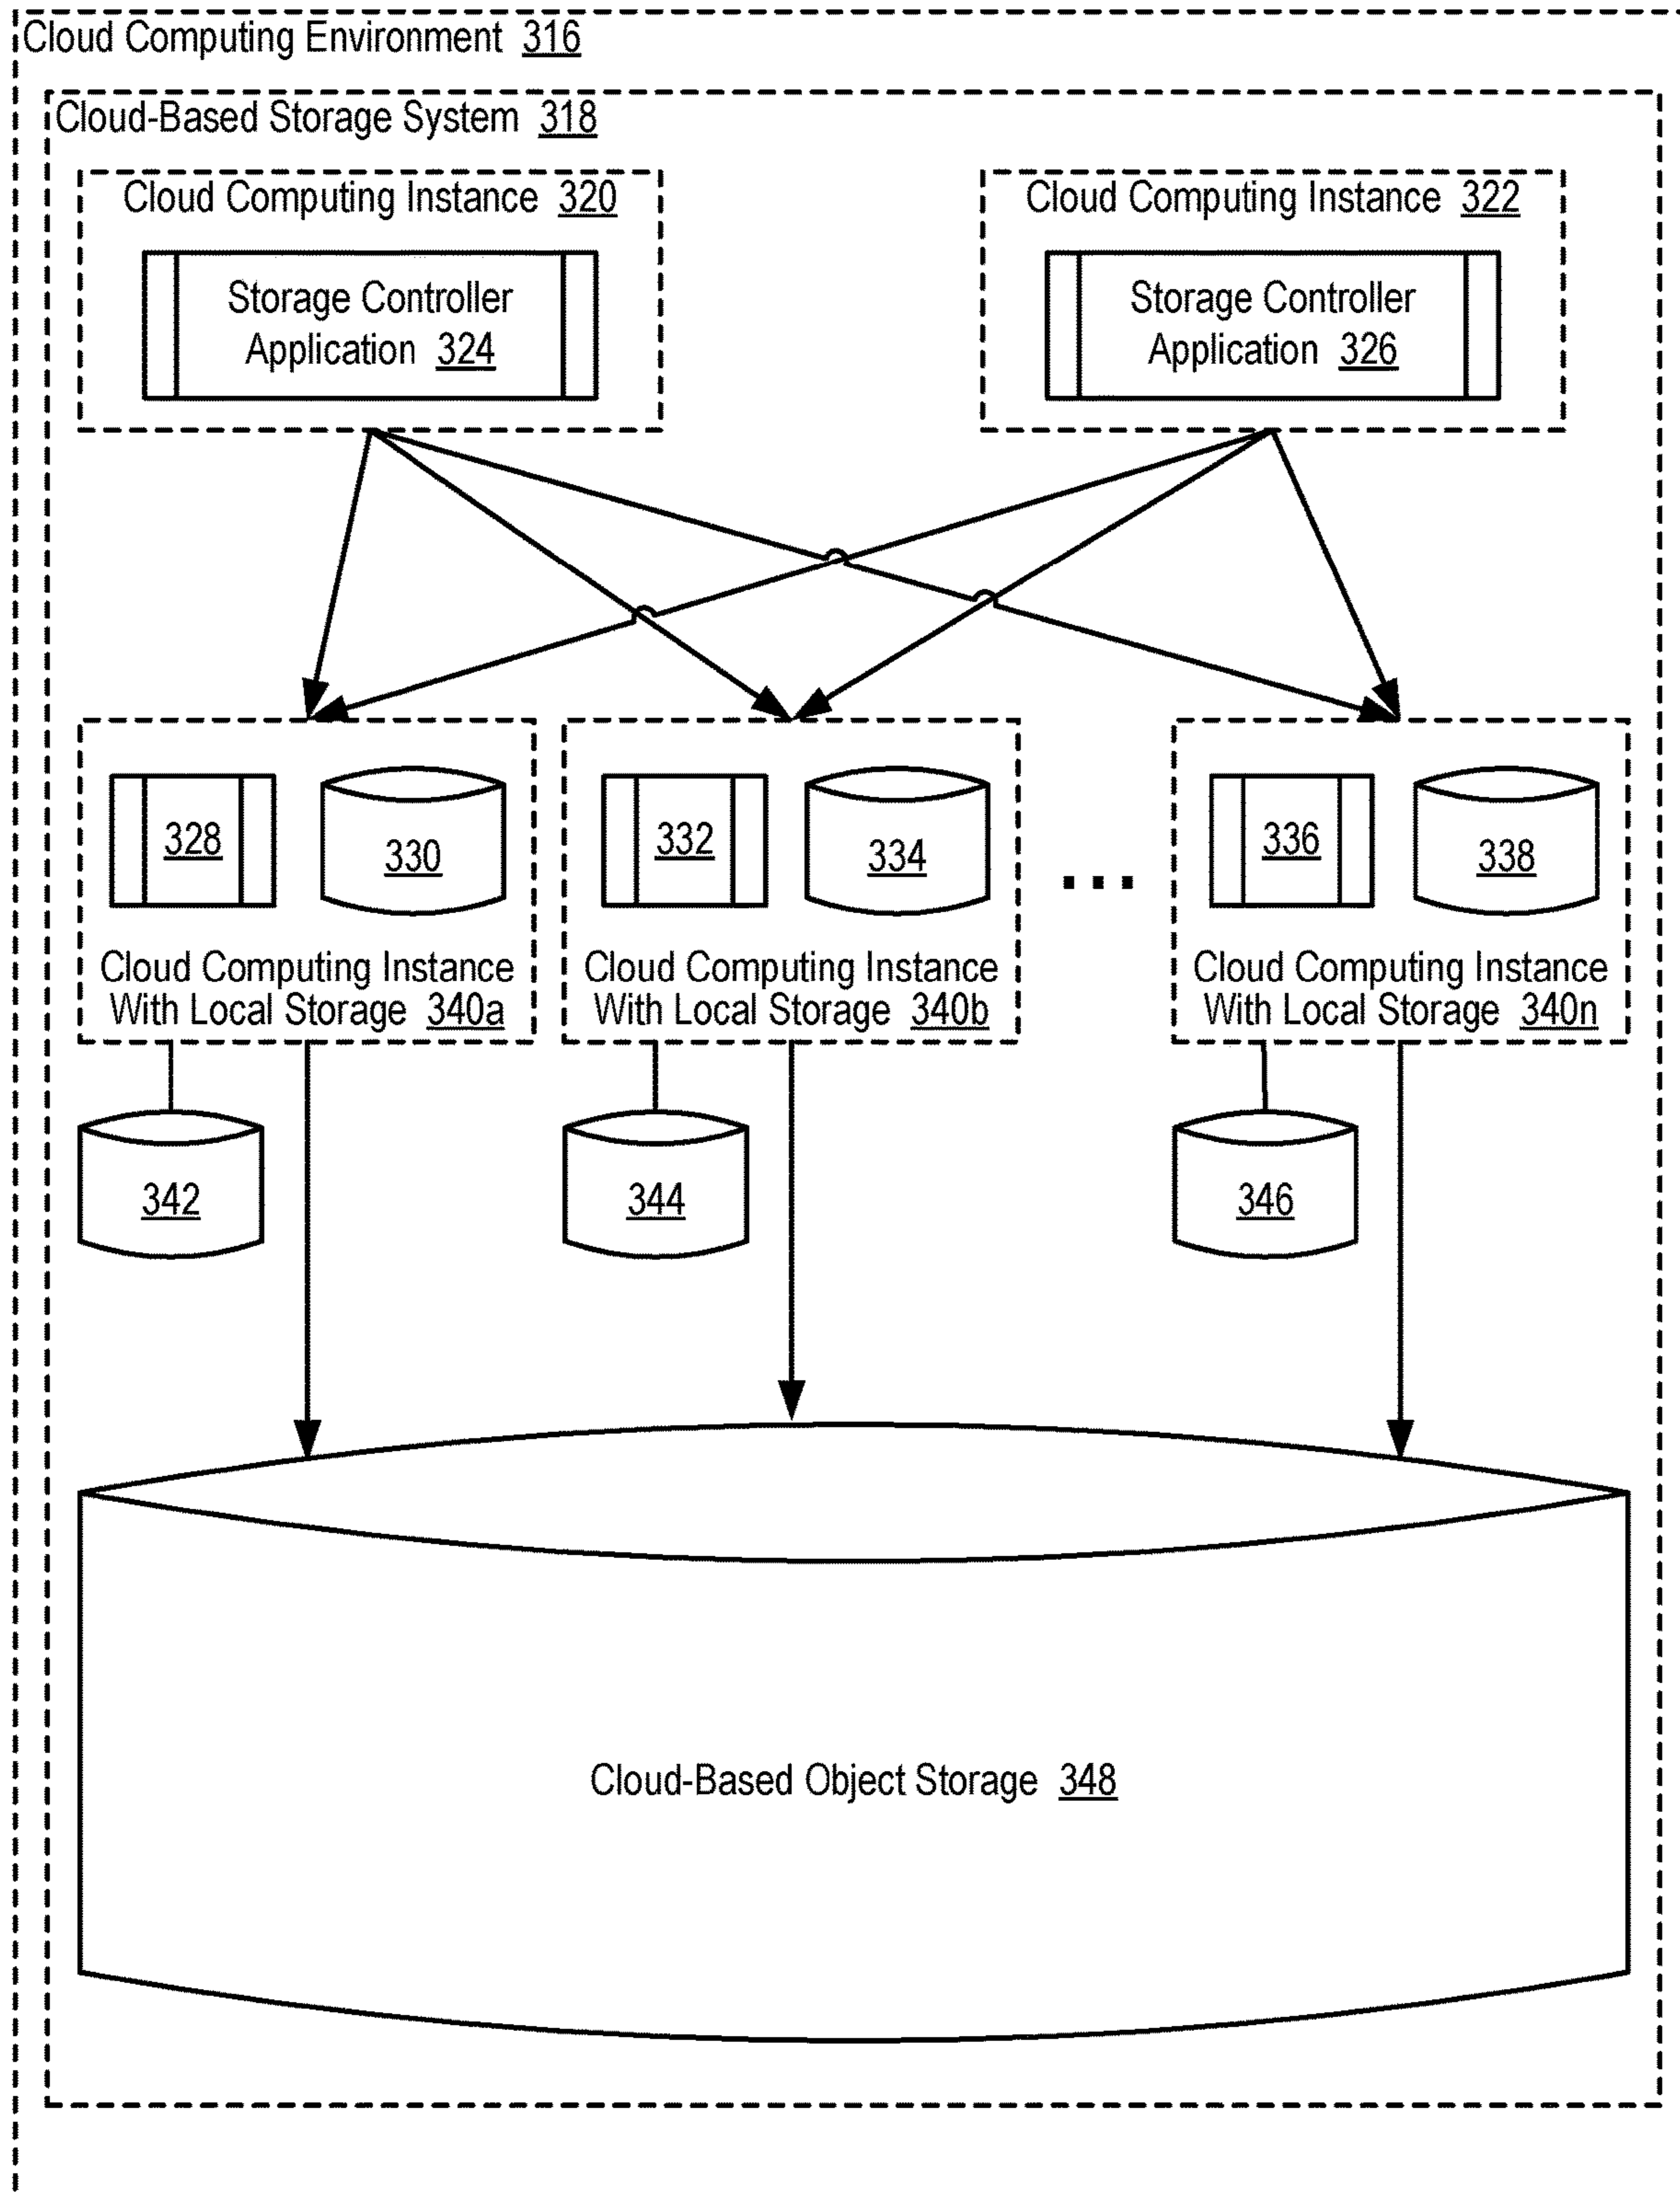 Cloud Computing Environment 316
Cloud-Based Storage System 318
Cloud Computing Instance 320
Storage Controller
Application 324
Cloud Computing Instance 322
Storage Controller
Application 326
328
330
Cloud Computing Instance
With Local Storage 340a
332
334
Cloud Computing Instance
With Local Storage 340b
...
336
338
Cloud Computing Instance
With Local Storage 340n
342
344
346
Cloud-Based Object Storage 348